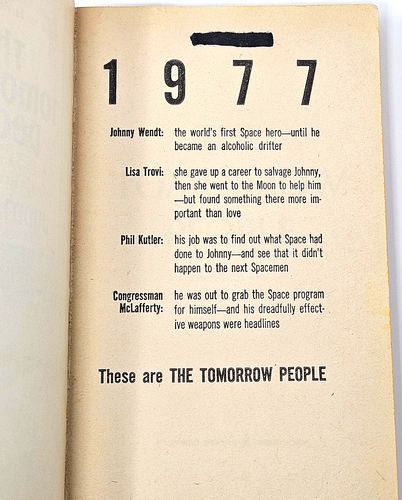 1977
Johnny Wendt: the world's first Space hero—until he
became an alcoholic drifter
Lisa Trovi: she gave up a career to salvage Johnny,
then she went to the Moon to help him
—but found something there more im-
portant than love
Phil Kutler: his job was to find out what Space had
done to Johnny—and see that it didn't
happen to the next Spacemen
Congressman
McLafferty: he was out to grab the Space program
for himself—and his dreadfully effect-
ive weapons were headlines
These are THE TOMORROW PEOPLE